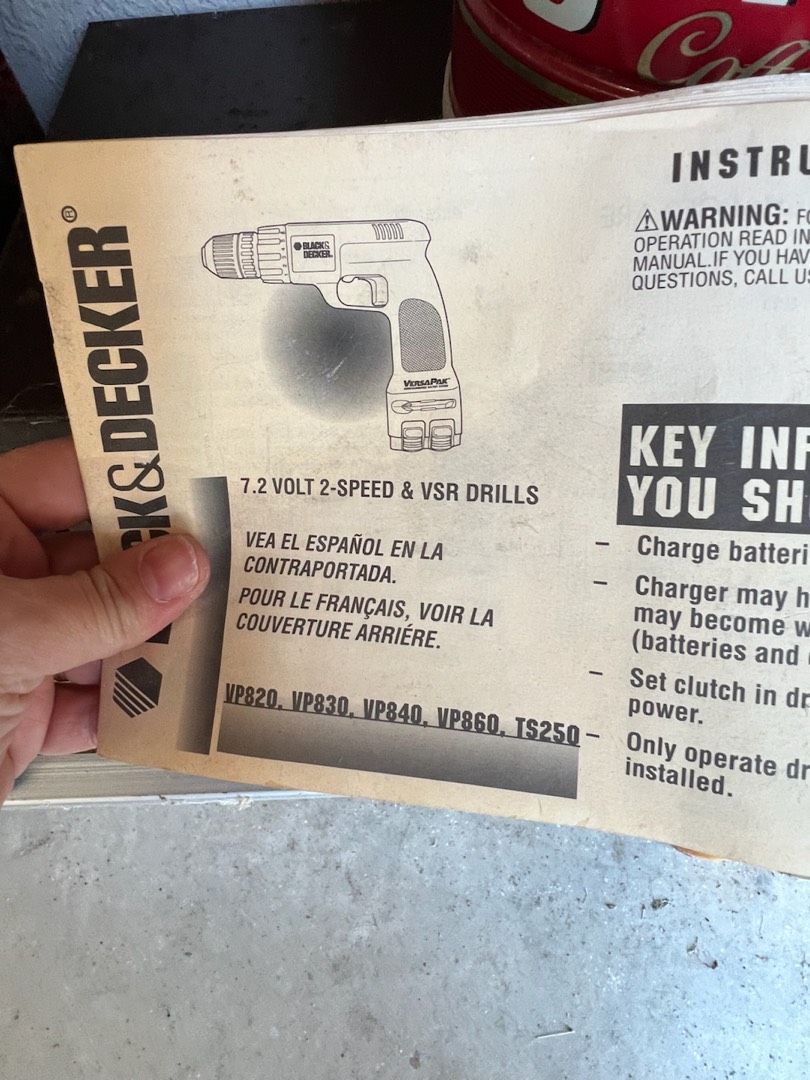 BLACK&DECKER®
BLACK&
DECKER®
VERSAPAK™
7.2 VOLT 2-SPEED & VSR DRILLS
VEA EL ESPAÑOL EN LA
CONTRAPORTADA.
POUR LE FRANÇAIS, VOIR LA
COUVERTURE ARRIÉRE.
VP820, VP830, VP840, VP860, TS250
INSTRU
⚠WARNING: FO
OPERATION READ IN
MANUAL.IF YOU HAV
QUESTIONS, CALL US
KEY INF
YOU SH
– Charge batteri
– Charger may h
may become w
(batteries and
– Set clutch in dr
power.
– Only operate dr
installed.